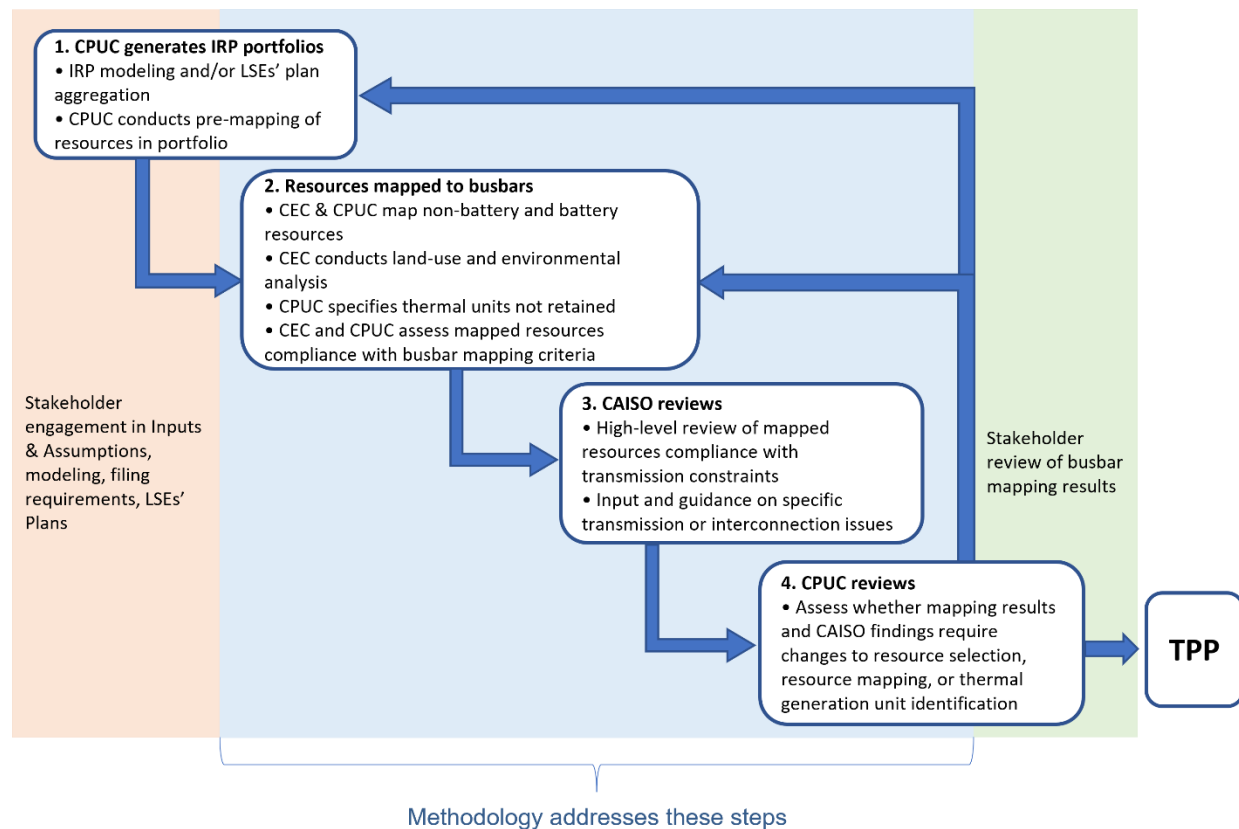 1. CPUC generates IRP portfolios
• IRP modeling and/or LSEs’ plan
aggregation
• CPUC conducts pre-mapping of
resources in portfolio
2. Resources mapped to busbars
• CEC & CPUC map non-battery and battery
resources
• CEC conducts land-use and environmental
analysis
• CPUC specifies thermal units not retained
• CEC and CPUC assess mapped resources
compliance with busbar mapping criteria
Stakeholder
engagement in Inputs
& Assumptions,
modeling, filing
requirements, LSEs’
Plans
3. CAISO reviews
• High-level review of mapped
resources compliance with
transmission constraints
• Input and guidance on specific
transmission or interconnection issues
Stakeholder
review of busbar
mapping results
4. CPUC reviews
• Assess whether mapping results
and CAISO findings require
changes to resource selection,
resource mapping, or thermal
generation unit identification
TPP
Methodology addresses these steps